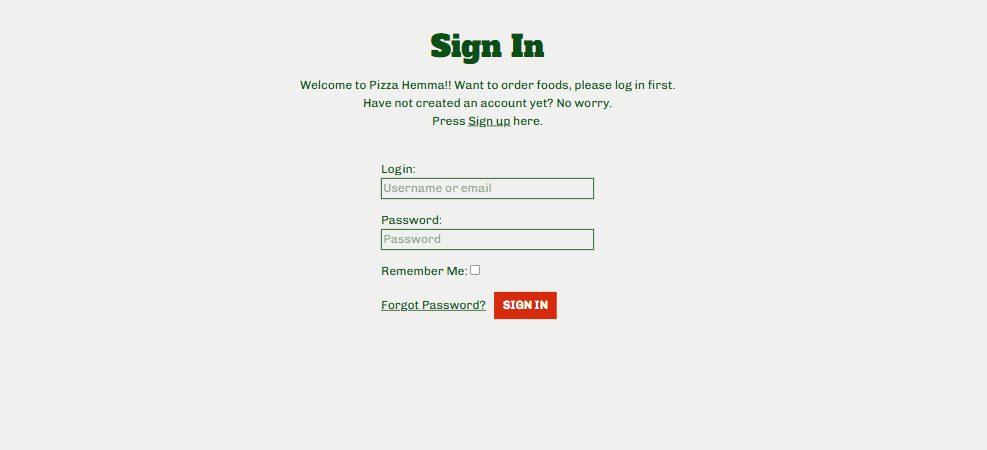 Sign In
Welcome to Pizza Hemma!! Want to order foods, please log in first.
Have not created an account yet? No worry.
Press Sign up here.
Login:
Username or email
Password:
Password
Remember Me:
Forgot Password? SIGN IN